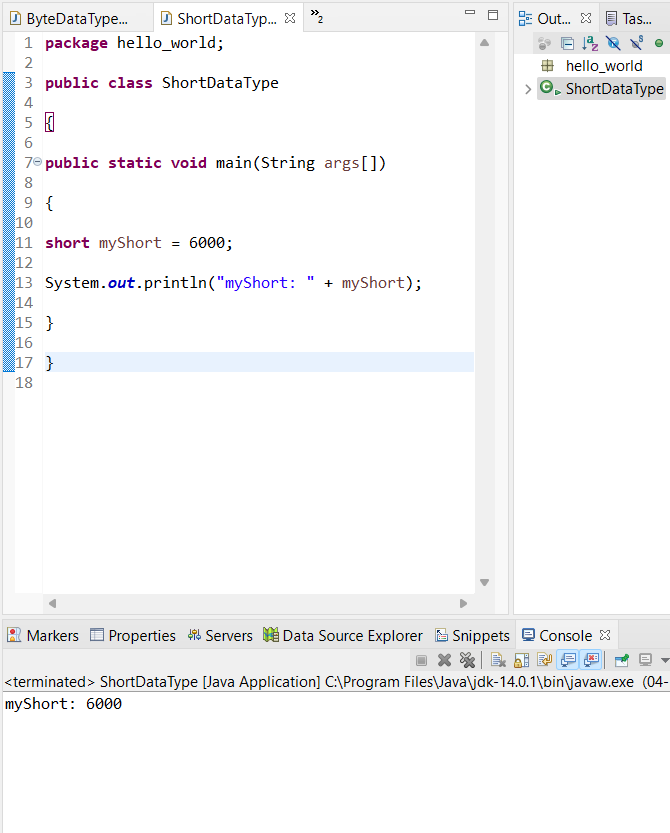 ByteDataType...
ShortDataTyp...
»2
Out...
Tas...
1 package hello_world;
2
3 public class ShortDataType
4
5 {
6
7 public static void main(String args[])
8
9 {
10
11 short myShort = 6000;
12
13 System.out.println("myShort: " + myShort);
14
15 }
16
17 }
18
hello_world
ShortDataType
Markers Properties Servers Data Source Explorer Snippets Console
<terminated> ShortDataType [Java Application] C:\Program Files\Java\jdk-14.0.1\bin\javaw.exe (04-
myShort: 6000